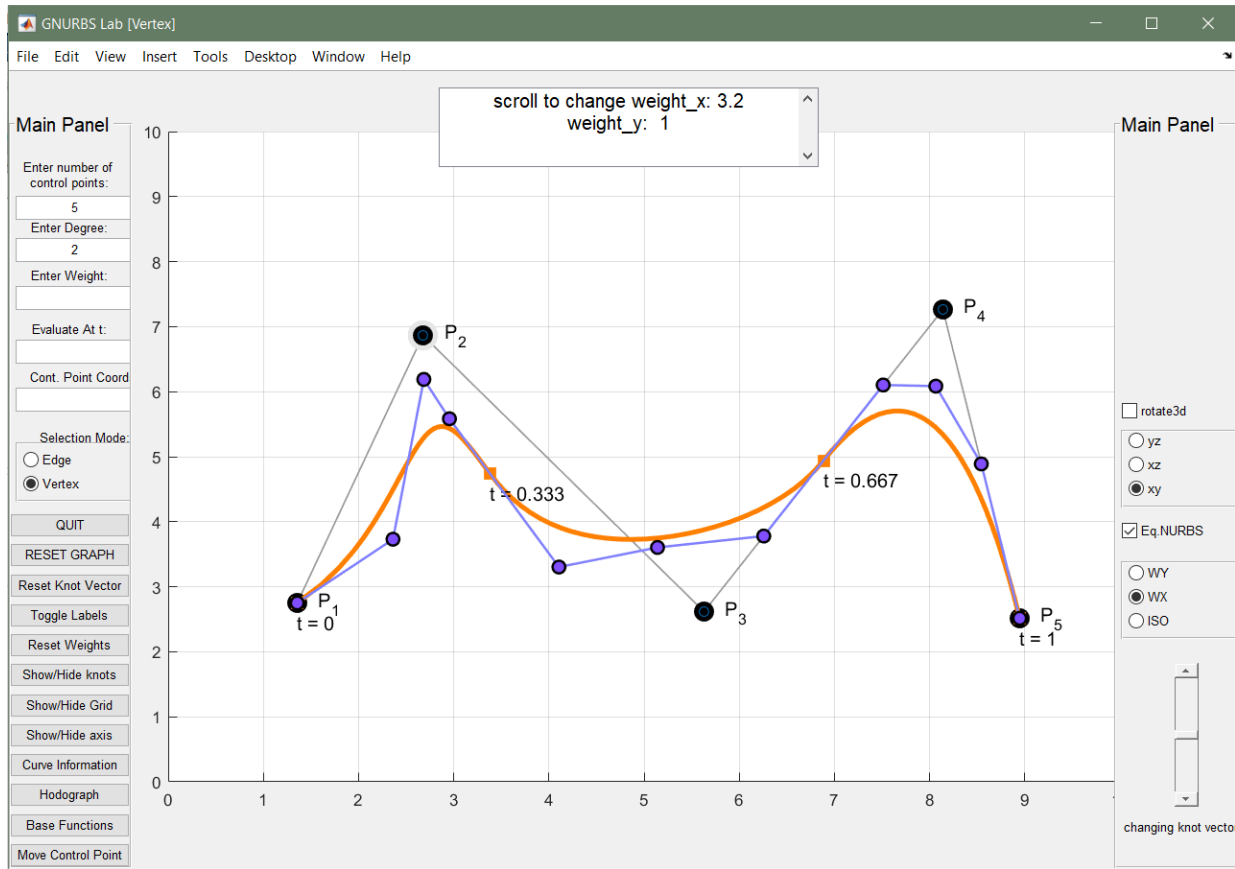 GNURBS Lab [Vertex]
File Edit View Insert Tools Desktop Window Help
scroll to change weight_x: 3.2
weight_y: 1
Main Panel
Enter number of
control points:
5
Enter Degree:
2
Enter Weight:
Evaluate At t:
Cont. Point Coord
Selection Mode:
Edge
Vertex
QUIT
RESET GRAPH
Reset Knot Vector
Toggle Labels
Reset Weights
Show/Hide knots
Show/Hide Grid
Show/Hide axis
Curve Information
Hodograph
Base Functions
Move Control Point
10
9
8
7
6
5
4
3
2
1
0
0 1 2 3 4 5 6 7 8 9
P1
t = 0
P2
t = 0.333
P3
t = 0.667
P4
P5
t = 1
Main Panel
rotate3d
yz
xz
xy
Eq.NURBS
WY
WX
ISO
changing knot vector